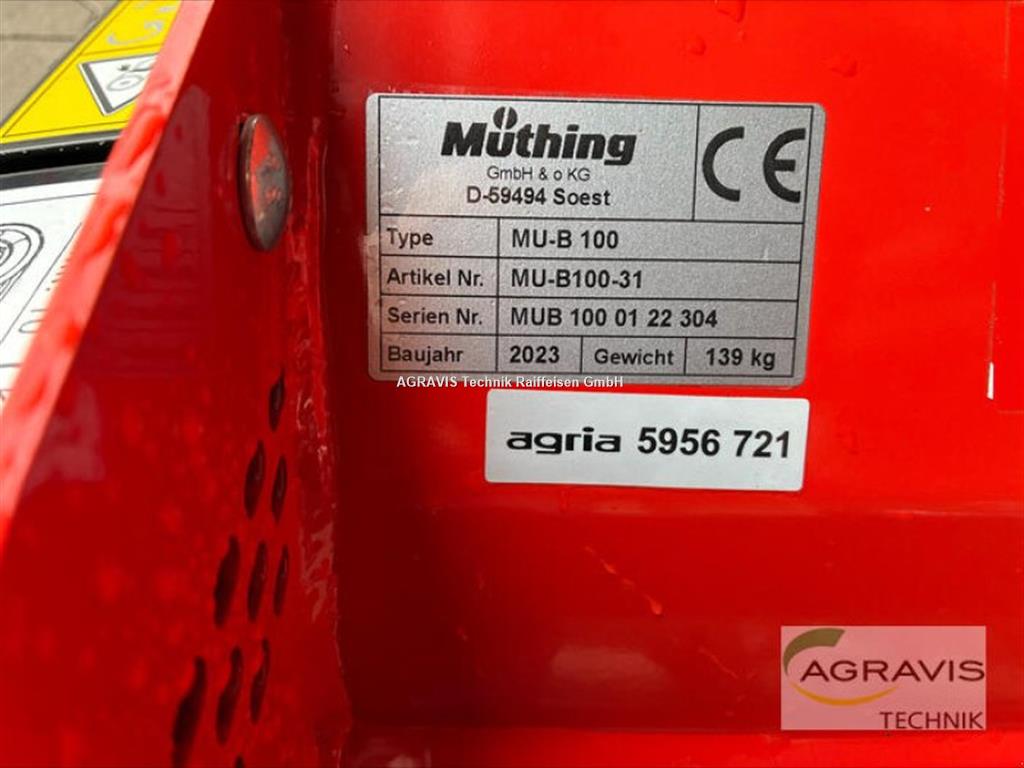 Müthing
GmbH & o KG
D-59494 Soest
CE
Type MU-B 100
Artikel Nr. MU-B100-31
Serien Nr. MUB 100 01 22 304
Baujahr 2023 Gewicht 139 kg
AGRAVIS Technik Raiffeisen GmbH
agria 5956 721
AGRAVIS
TECHNIK